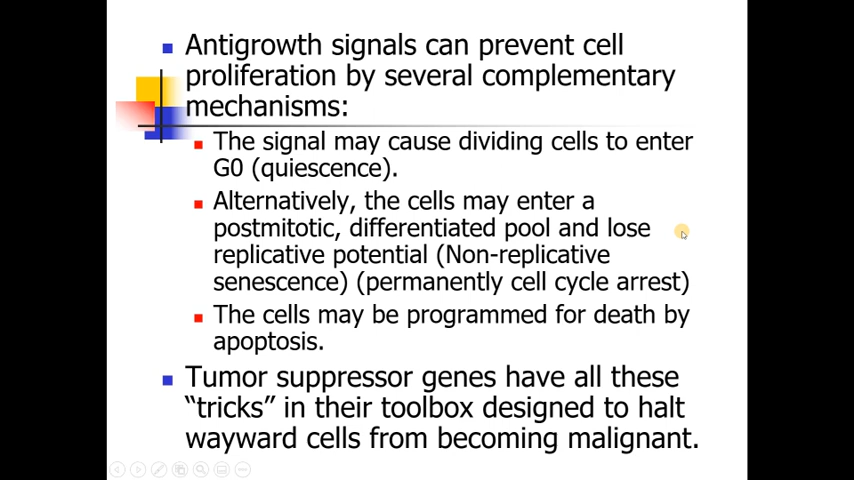 Antigrowth signals can prevent cell
proliferation by several complementary
mechanisms:
The signal may cause dividing cells to enter
G0 (quiescence).
Alternatively, the cells may enter a
postmitotic, differentiated pool and lose
replicative potential (Non-replicative
senescence) (permanently cell cycle arrest)
The cells may be programmed for death by
apoptosis.
Tumor suppressor genes have all these
“tricks” in their toolbox designed to halt
wayward cells from becoming malignant.